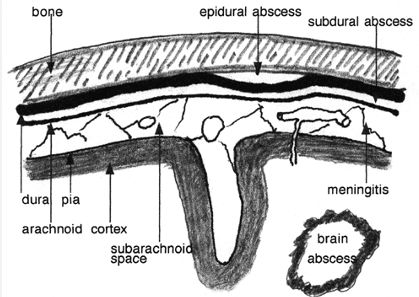 bone
epidural abscess
subdural abscess
dura pia
meningitis
arachnoid cortex
subarachnoid
space
brain
abscess